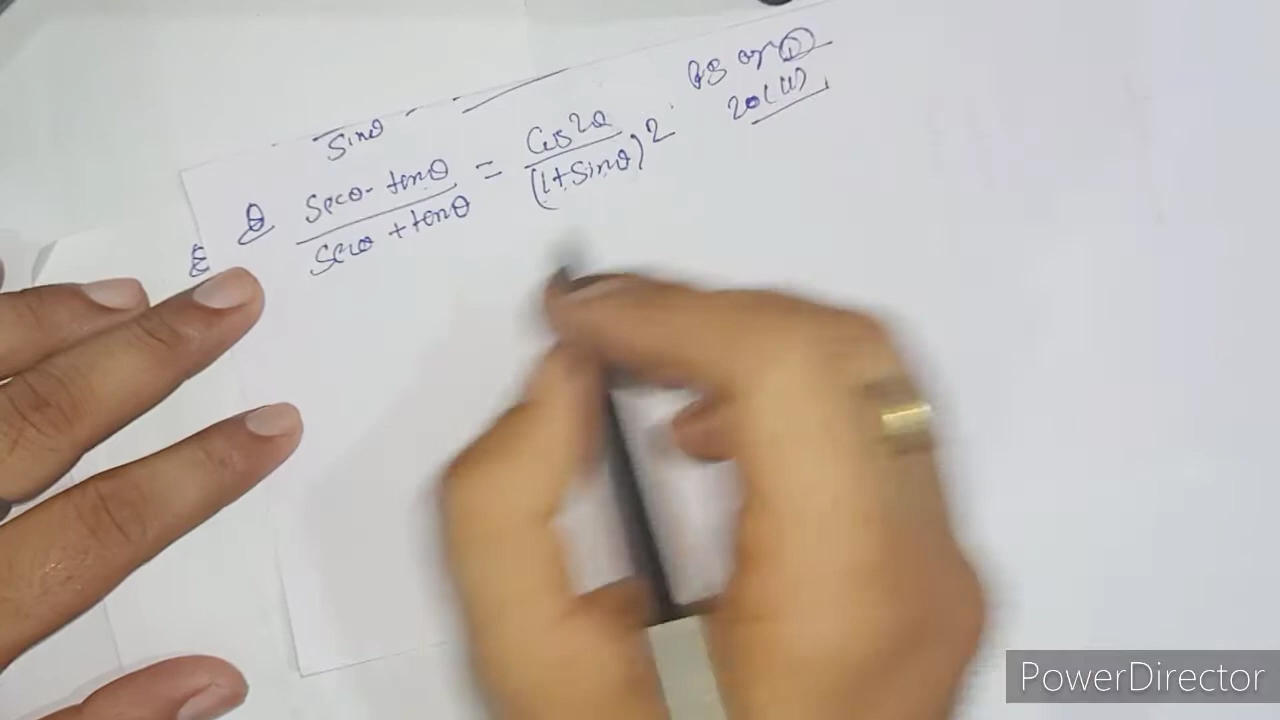 sinθ
secθ - tanθ / secθ + tanθ = cos2θ / (1+sinθ)2
20(ii)
PowerDirector